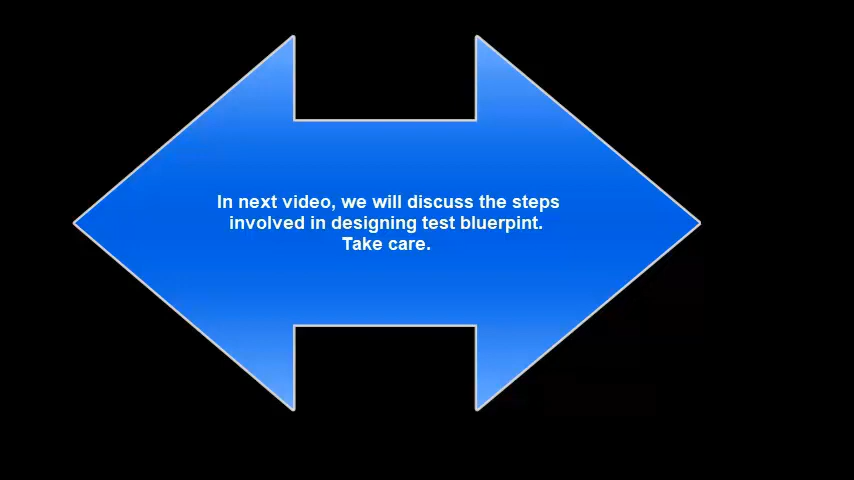 In next video, we will discuss the steps
involved in designing test bluerpint.
Take care.